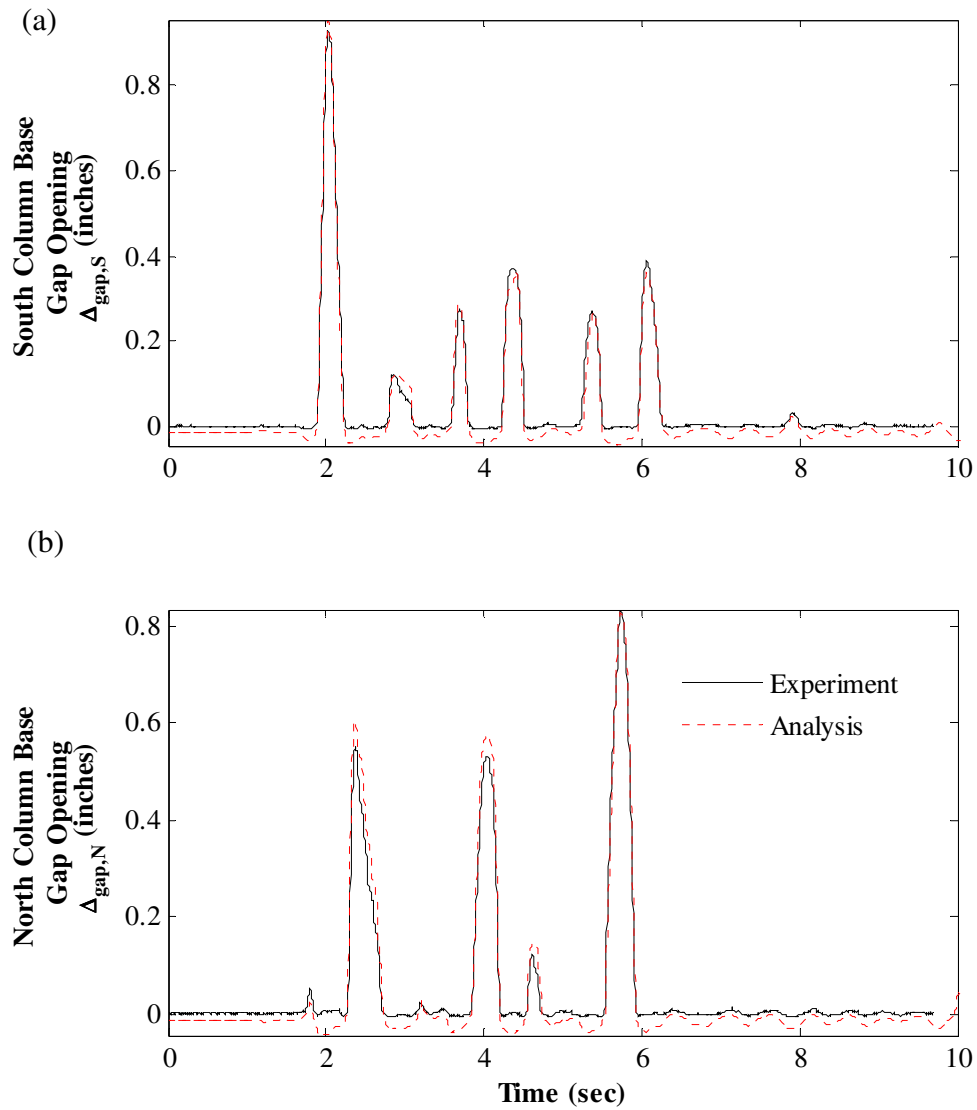 (a)
South Column Base
Gap Opening
Δgap,S (inches)
0.8
0.6
0.4
0.2
0
0 2 4 6 8 10
(b)
North Column Base
Gap Opening
Δgap,N (inches)
0.8
0.6
0.4
0.2
0
Experiment
Analysis
0 2 4 6 8 10
Time (sec)